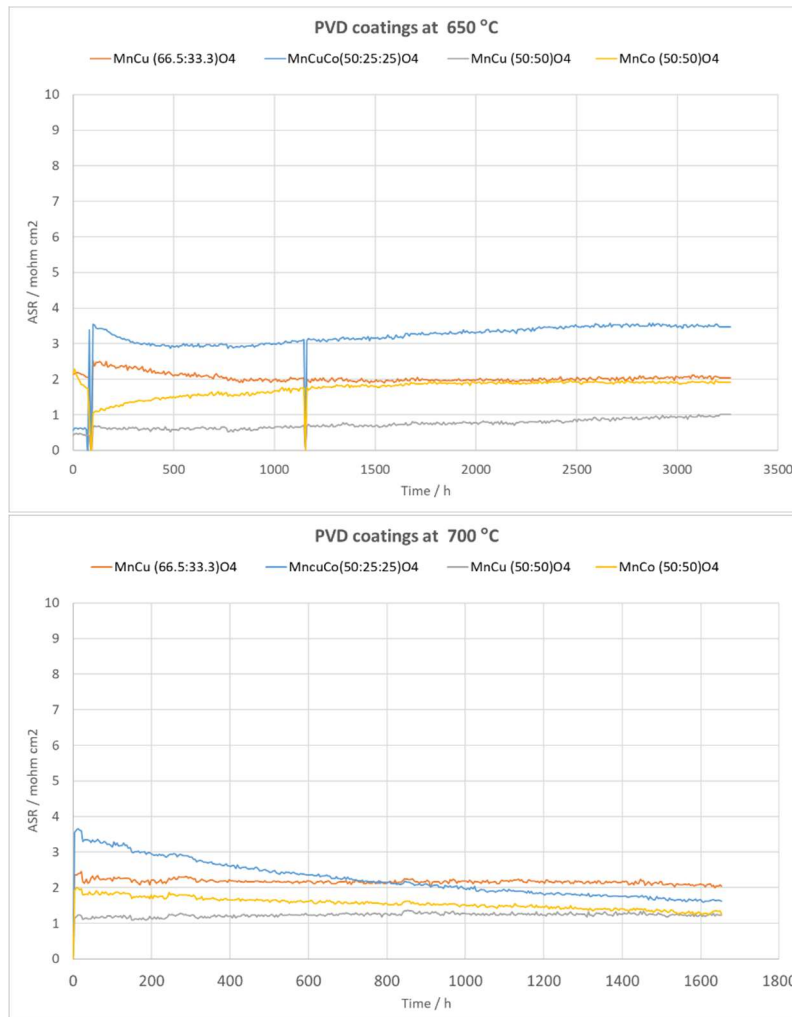 PVD coatings at 650 °C
MnCu (66.5:33.3)O4 MnCuCo(50:25:25)O4 MnCu (50:50)O4 MnCo (50:50)O4
10
9
8
7
6
5
4
3
2
1
0
ASR / mohm cm2
0 500 1000 1500 2000 2500 3000 3500
Time / h
PVD coatings at 700 °C
MnCu (66.5:33.3)O4 MncuCo(50:25:25)O4 MnCu (50:50)O4 MnCo (50:50)O4
10
9
8
7
6
5
4
3
2
1
0
ASR / mohm cm2
0 200 400 600 800 1000 1200 1400 1600 1800
Time / h